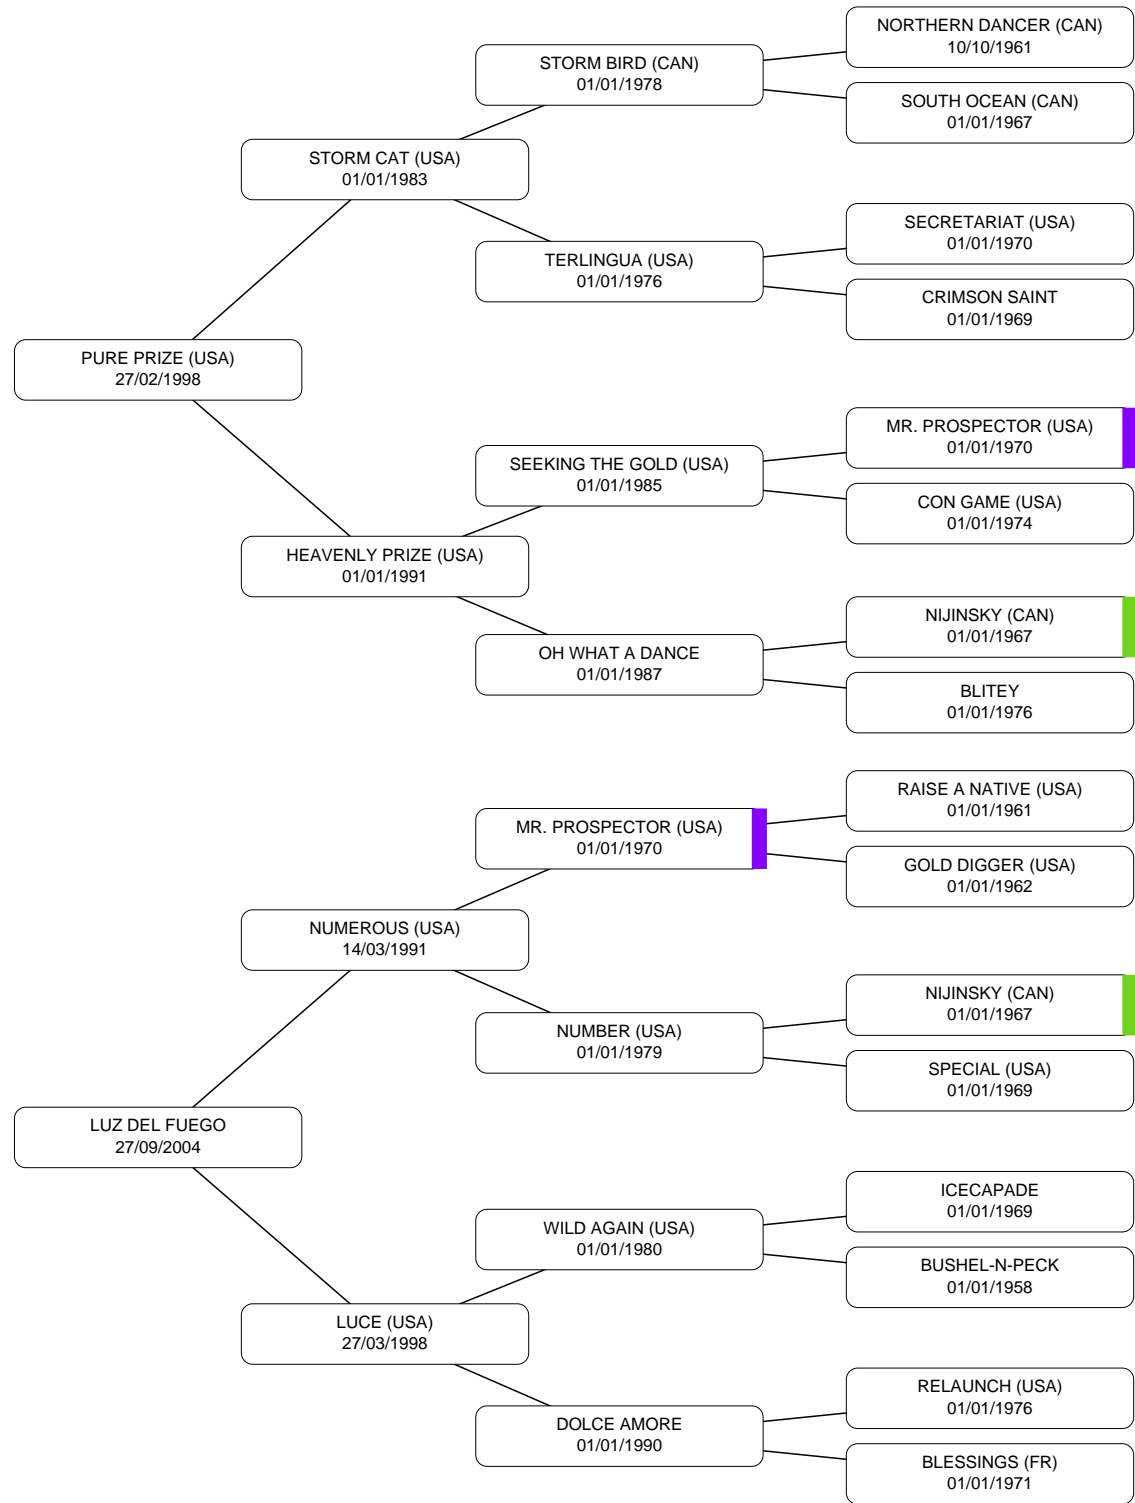 NORTHERN DANCER (CAN)
10/10/1961
STORM BIRD (CAN)
01/01/1978
SOUTH OCEAN (CAN)
01/01/1967
STORM CAT (USA)
01/01/1983
SECRETARIAT (USA)
01/01/1970
TERLINGUA (USA)
01/01/1976
CRIMSON SAINT
01/01/1969
PURE PRIZE (USA)
27/02/1998
MR. PROSPECTOR (USA)
01/01/1970
SEEKING THE GOLD (USA)
01/01/1985
CON GAME (USA)
01/01/1974
HEAVENLY PRIZE (USA)
01/01/1991
NIJINSKY (CAN)
01/01/1967
OH WHAT A DANCE
01/01/1987
BLITEY
01/01/1976
RAISE A NATIVE (USA)
01/01/1961
MR. PROSPECTOR (USA)
01/01/1970
GOLD DIGGER (USA)
01/01/1962
NUMEROUS (USA)
14/03/1991
NIJINSKY (CAN)
01/01/1967
NUMBER (USA)
01/01/1979
SPECIAL (USA)
01/01/1969
LUZ DEL FUEGO
27/09/2004
ICECAPADE
01/01/1969
WILD AGAIN (USA)
01/01/1980
BUSHEL-N-PECK
01/01/1958
LUCE (USA)
27/03/1998
RELAUNCH (USA)
01/01/1976
DOLCE AMORE
01/01/1990
BLESSINGS (FR)
01/01/1971